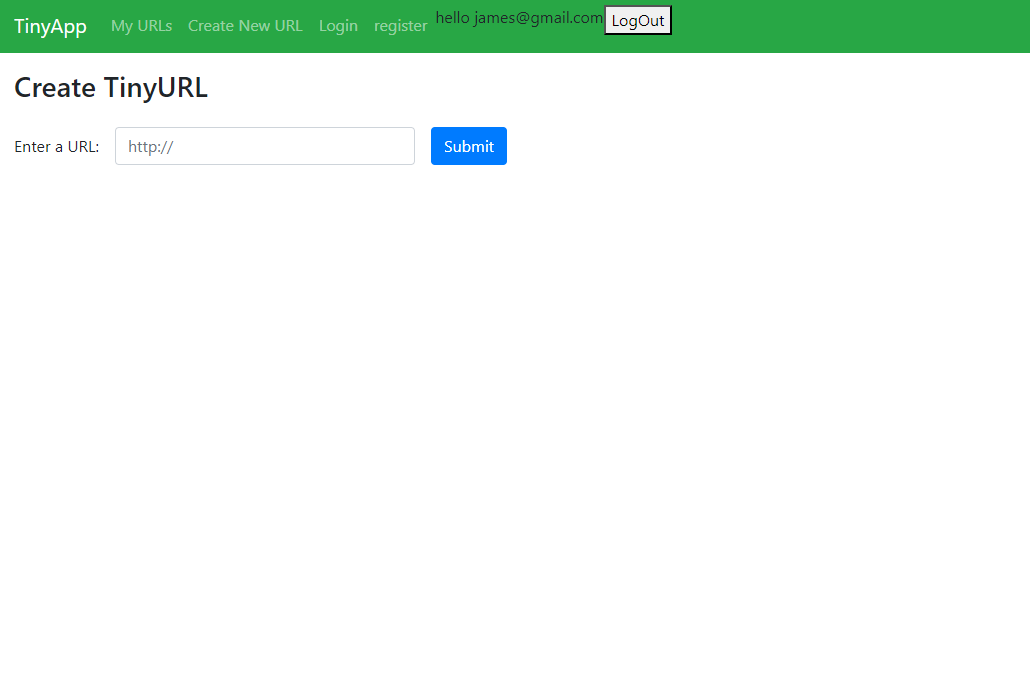 TinyApp My URLs Create New URL Login register hello james@gmail.com LogOut
Create TinyURL
Enter a URL: http:// Submit